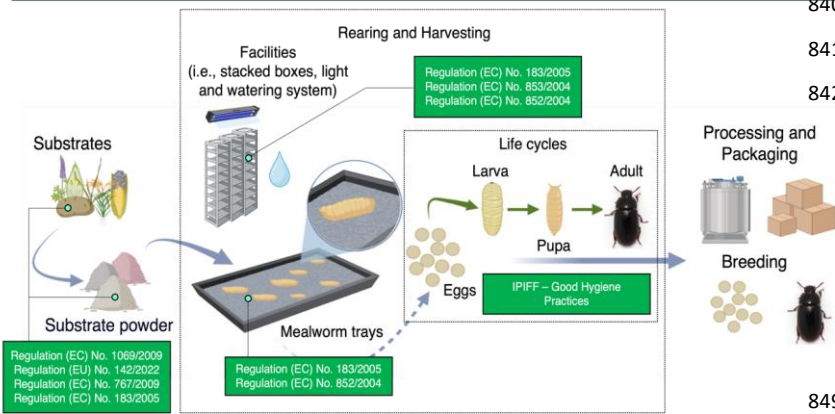 840
841
842
849
Rearing and Harvesting
Facilities
(i.e., stacked boxes, light
and watering system)
Regulation (EC) No. 183/2005
Regulation (EC) No. 853/2004
Regulation (EC) No. 852/2004
Substrates
Substrate powder
Regulation (EC) No. 1069/2009
Regulation (EU) No. 142/2022
Regulation (EC) No. 767/2009
Regulation (EC) No. 183/2005
Mealworm trays
Regulation (EC) No. 183/2005
Regulation (EC) No. 852/2004
Life cycles
Larva
Pupa
Adult
Eggs
IPIFF – Good Hygiene
Practices
Processing and
Packaging
Breeding